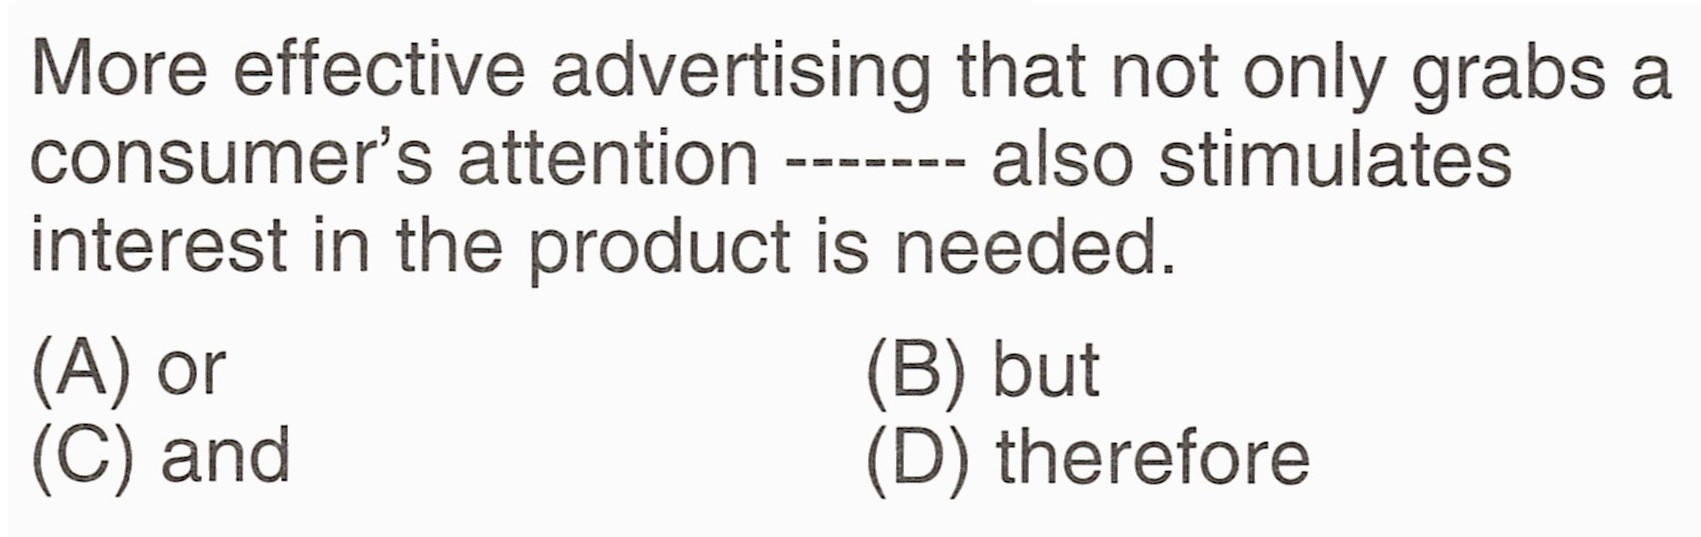 More effective advertising that not only grabs a
consumer's attention ------- also stimulates
interest in the product is needed.
(A) or (B) but
(C) and (D) therefore